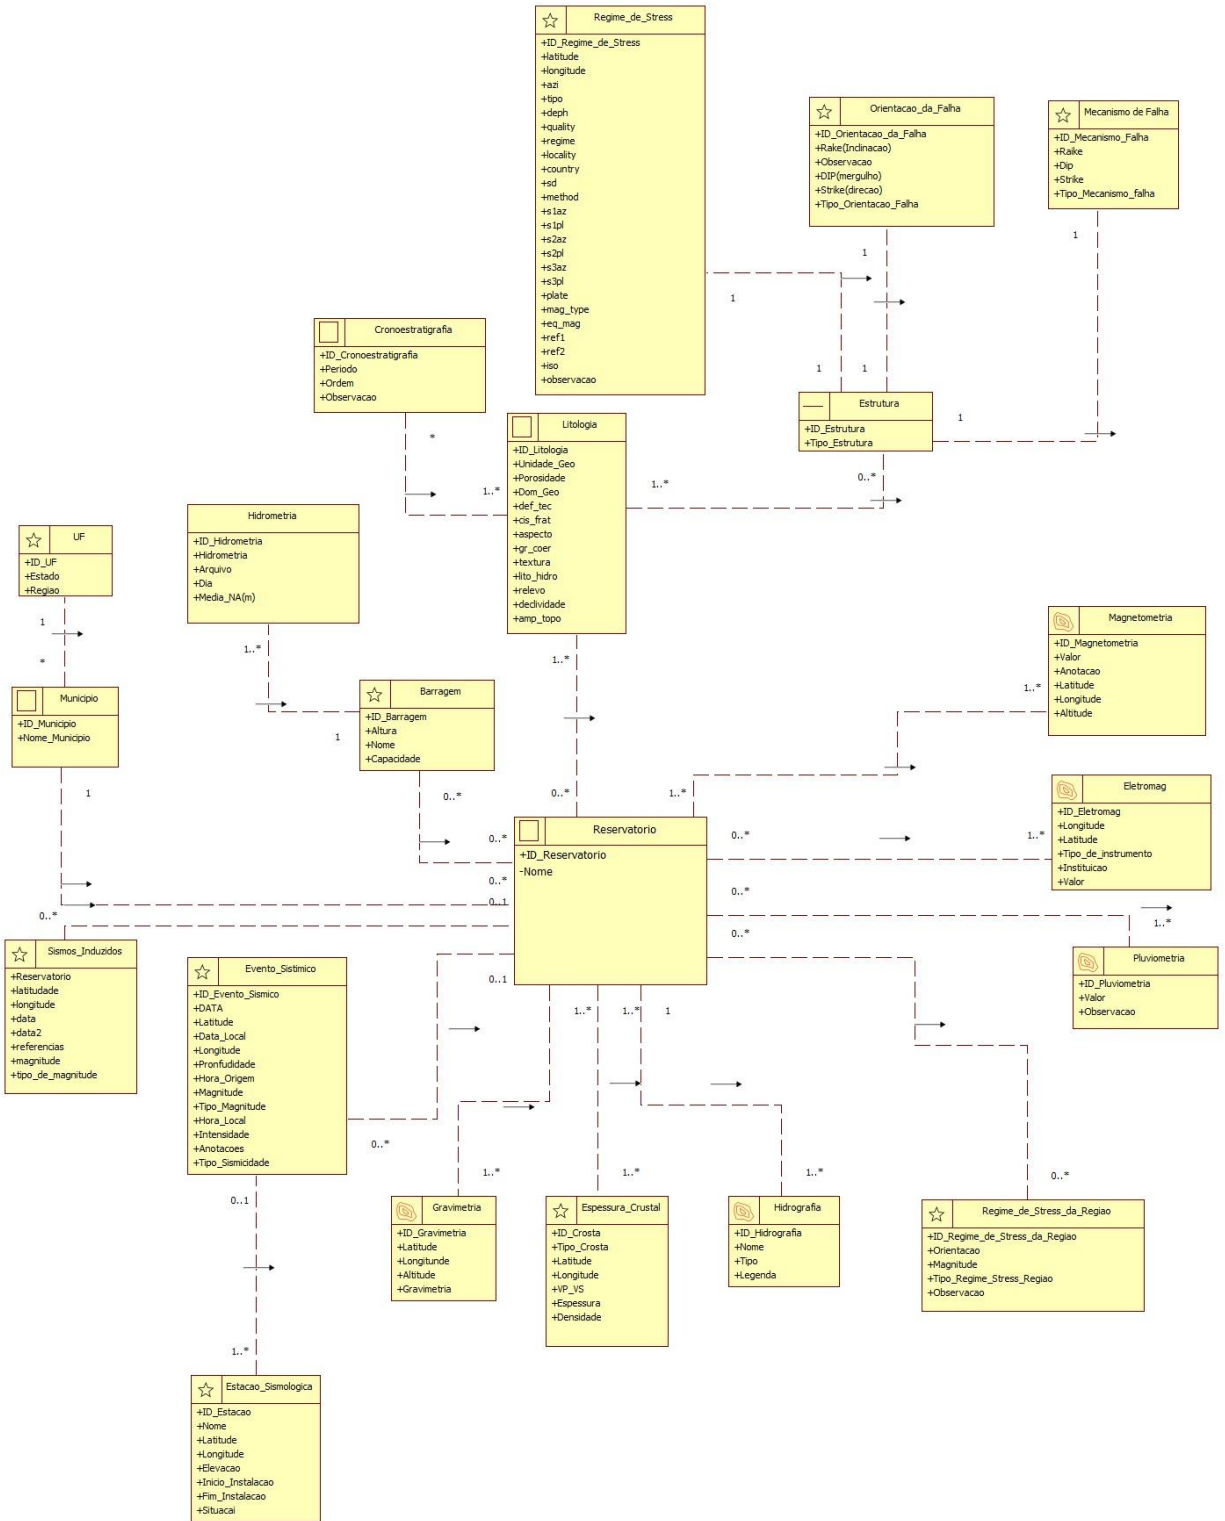 Regime_de_Stress
+ID_Regime_de_Stress
+latitude
+longitude
+azi
+tipo
+deph
+quality
+regime
+locality
+country
+sd
+method
+s1az
+s1pl
+s2az
+s2pl
+s3az
+s3pl
+plate
+mag_type
+eq_mag
+ref1
+ref2
+iso
+observacao
Orientacao_da_Falha
+ID_Orientacao_da_Falha
+Rake(Inclinacao)
+Observacao
+DIP(mergulho)
+Strike(direcao)
+Tipo_Orientacao_Falha
Mecanismo de Falha
+ID_Mecanismo_Falha
+Raike
+Dip
+Strike
+Tipo_Mecanismo_falha
1
1
1
1
1
1
Estrutura
+ID_Estrutura
+Tipo_Estrutura
0..*
1..*
Cronoestratigrafia
+ID_Cronoestratigrafia
+Periodo
+Ordem
+Observacao
*
1..*
Litologia
+ID_Litologia
+Unidade_Geo
+Porosidade
+Dom_Geo
+def_tec
+cis_frat
+aspecto
+gr_coer
+textura
+lito_hidro
+relevo
+declividade
+amp_topo
1..*
0..*
Hidrometria
+ID_Hidrometria
+Hidrometria
+Arquivo
+Dia
+Media_NA(m)
1..*
1
UF
+ID_UF
+Estado
+Regiao
1
*
Municipio
+ID_Municipio
+Nome_Municipio
1
Barragem
+ID_Barragem
+Altura
+Nome
+Capacidade
0..*
0..*
Magnetometria
+ID_Magnetometria
+Valor
+Anotacao
+Latitude
+Longitude
+Altitude
1..*
1..*
Reservatorio
+ID_Reservatorio
-Nome
0..*
0..1
0..1
0..*
0..*
0..*
1..*
1..*
1
Eletromag
+ID_Eletromag
+Longitude
+Latitude
+Tipo_de_instrumento
+Instituicao
+Valor
1..*
1..*
Pluviometria
+ID_Pluviometria
+Valor
+Observacao
0..*
Sismos_Induzidos
+Reservatorio
+latitudade
+longitude
+data
+data2
+referencias
+magnitude
+tipo_de_magnitude
Evento_Sistimico
+ID_Evento_Sismico
+DATA
+Latitude
+Data_Local
+Longitude
+Pronfudidade
+Hora_Origem
+Magnitude
+Tipo_Magnitude
+Hora_Local
+Intensidade
+Anotacoes
+Tipo_Sismicidade
0..*
0..1
1..*
1..*
1..*
1..*
0..*
Gravimetria
+ID_Gravimetria
+Latitude
+Longitunde
+Altitude
+Gravimetria
Espessura_Crustal
+ID_Crosta
+Tipo_Crosta
+Latitude
+Longitude
+VP_VS
+Espessura
+Densidade
Hidrografia
+ID_Hidrografia
+Nome
+Tipo
+Legenda
Regime_de_Stress_da_Regiao
+ID_Regime_de_Stress_da_Regiao
+Orientacao
+Magnitude
+Tipo_Regime_Stress_Regiao
+Observacao
Estacao_Sismologica
+ID_Estacao
+Nome
+Latitude
+Longitude
+Elevacao
+Inicio_Instalacao
+Fim_Instalacao
+Situacai